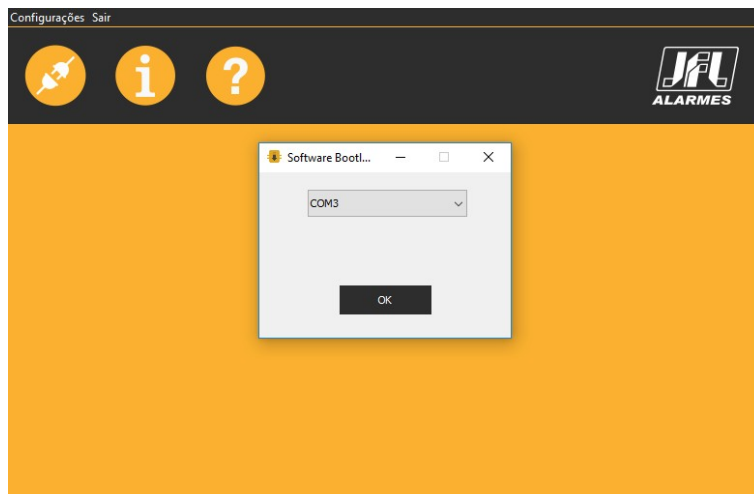 Configurações Sair
JFL
ALARMES
Software Bootl...
COM3
OK